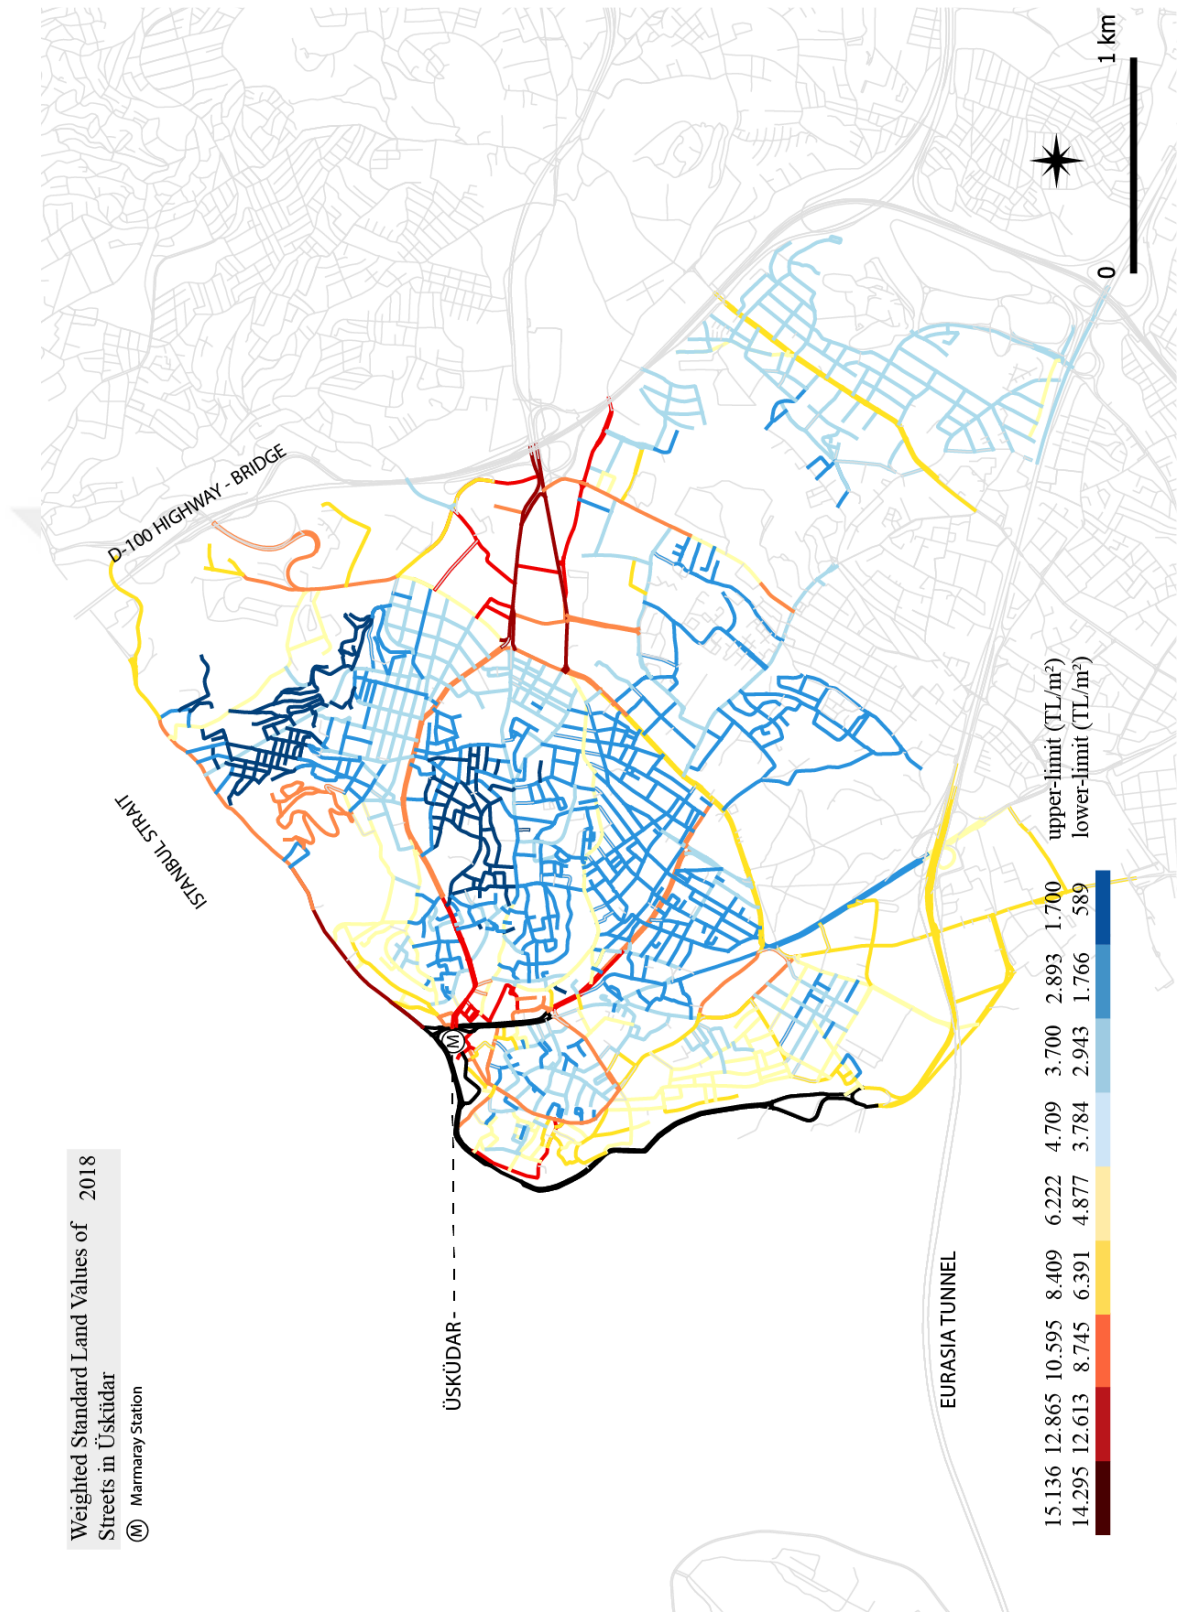 Weighted Standard Land Values of 2018
Streets in Üsküdar
Ⓜ Marmaray Station
D-100 HIGHWAY - BRIDGE
ISTANBUL STRAIT
M
ÜSKÜDAR -
EURASIA TUNNEL
15.136 12.865 10.595 8.409 6.222 4.709 3.700 2.893 1.700 upper-limit (TL/m²)
14.295 12.613 8.745 6.391 4.877 3.784 2.943 1.766 589 lower-limit (TL/m²)
0 1 km